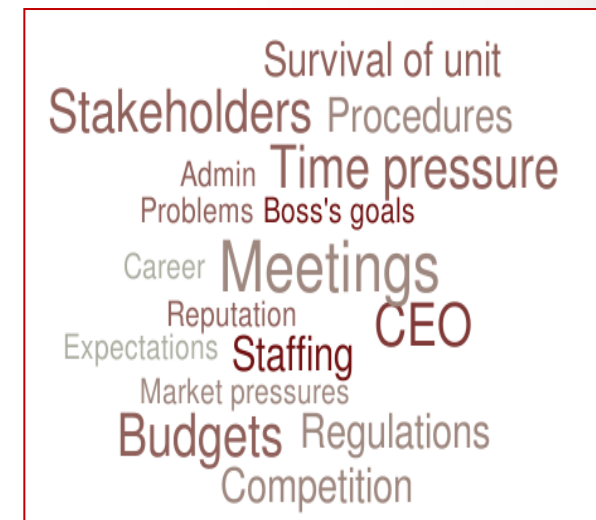 Survival of unit
Stakeholders Procedures
Admin Time pressure
Problems Boss's goals
Career Meetings
Reputation CEO
Expectations Staffing
Market pressures
Budgets Regulations
Competition